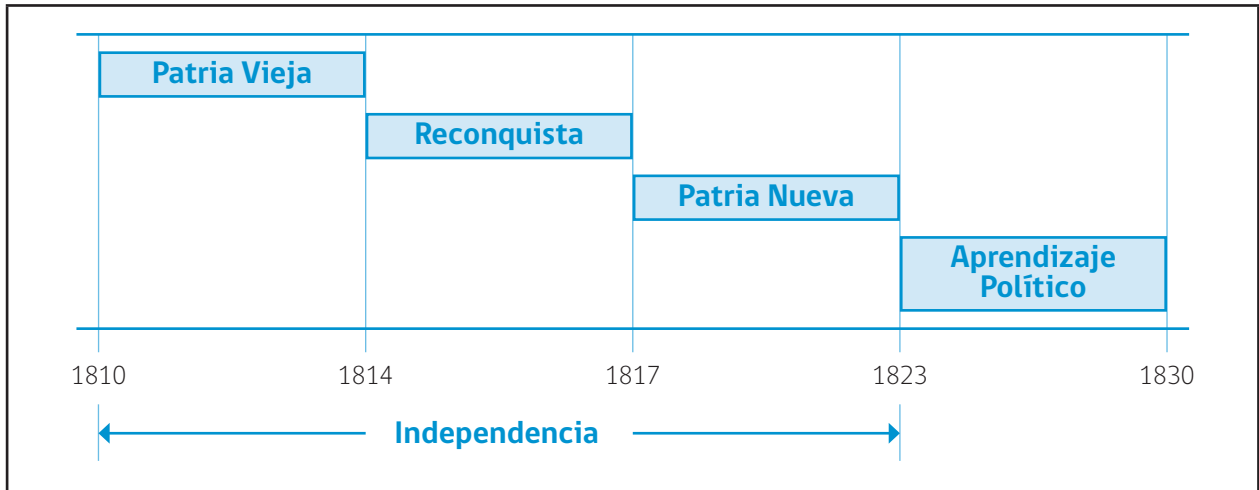 Patria Vieja
Reconquista
Patria Nueva
Aprendizaje
Político
1810 1814 1817 1823 1830
Independencia